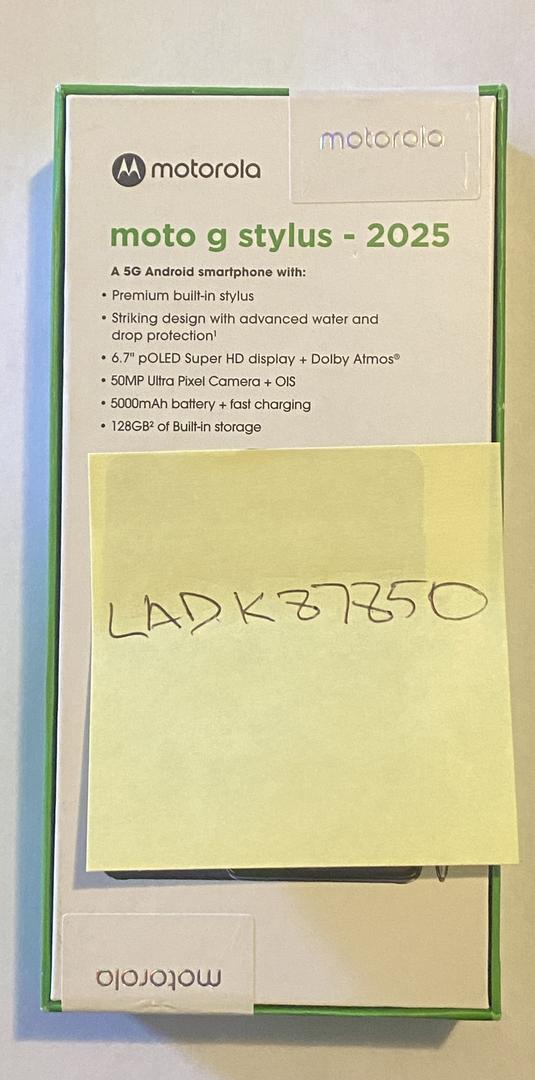 motorola
motorola
moto g stylus - 2025
A 5G Android smartphone with:
• Premium built-in stylus
• Striking design with advanced water and
drop protection¹
• 6.7" pOLED Super HD display + Dolby Atmos®
• 50MP Ultra Pixel Camera + OIS
• 5000mAh battery + fast charging
• 128GB² of Built-in storage
LADK87850
motorola